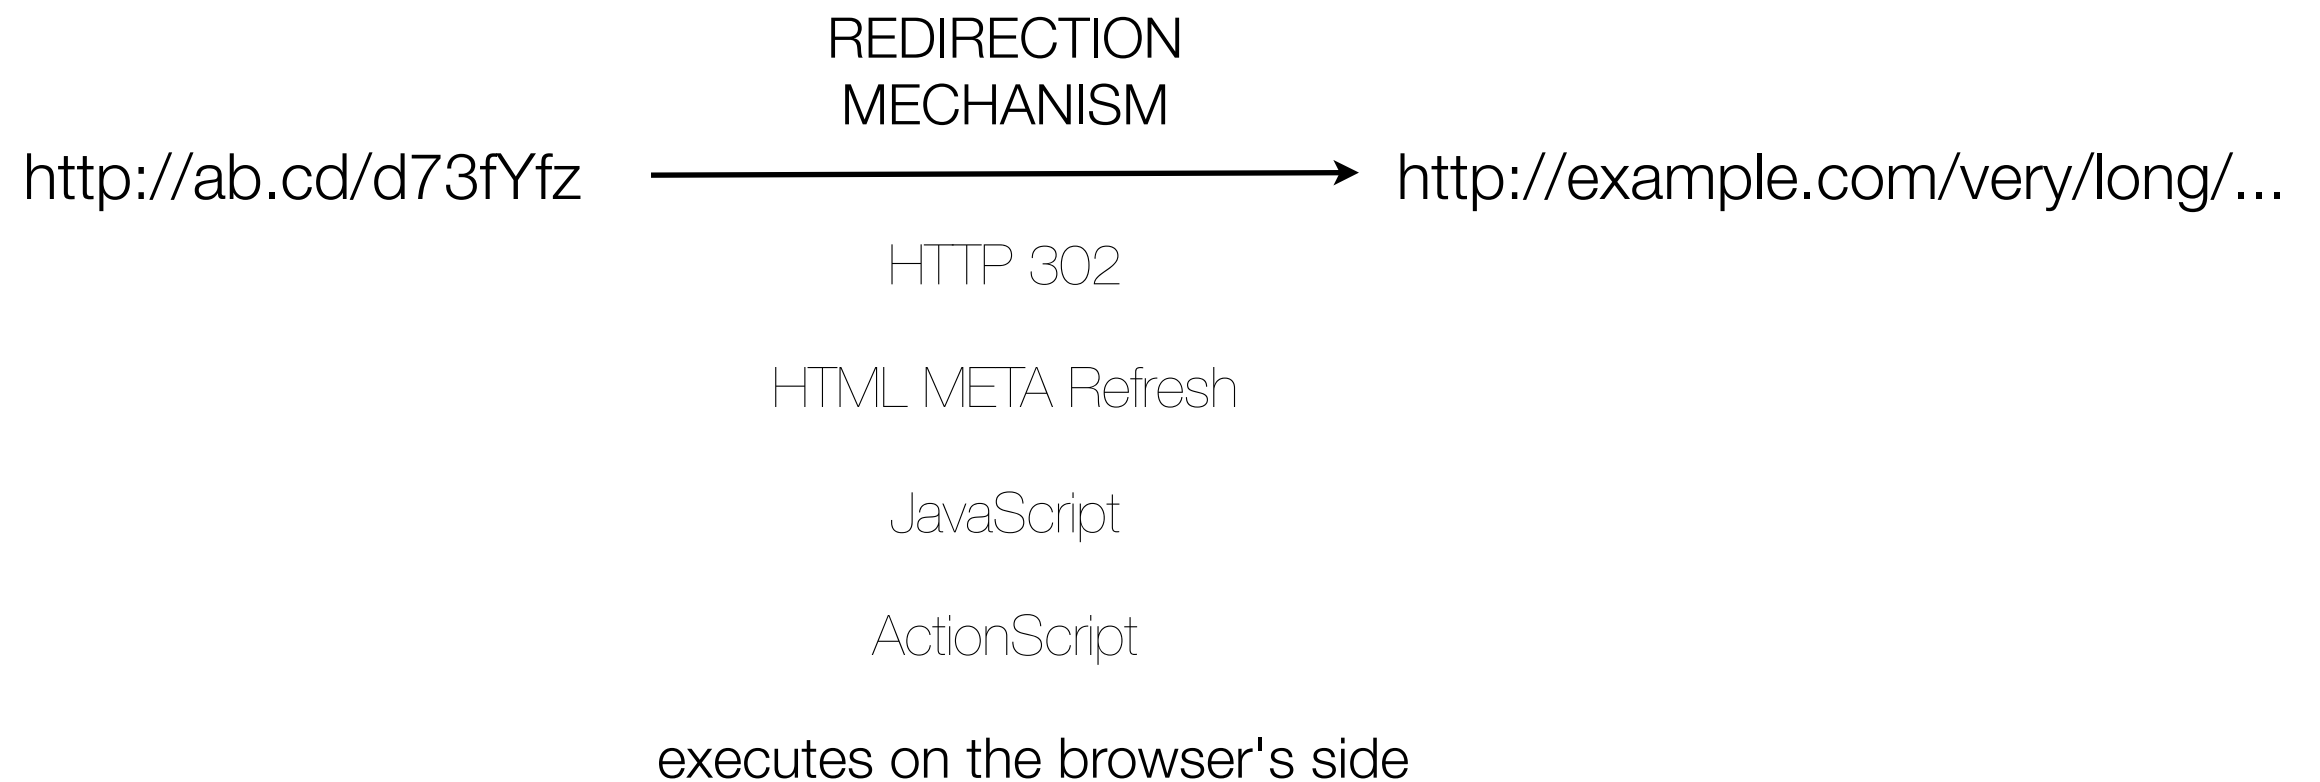 REDIRECTION
MECHANISM
http://ab.cd/d73fYfz
http://example.com/very/long/...
HTTP 302
HTML META Refresh
JavaScript
ActionScript
executes on the browser's side